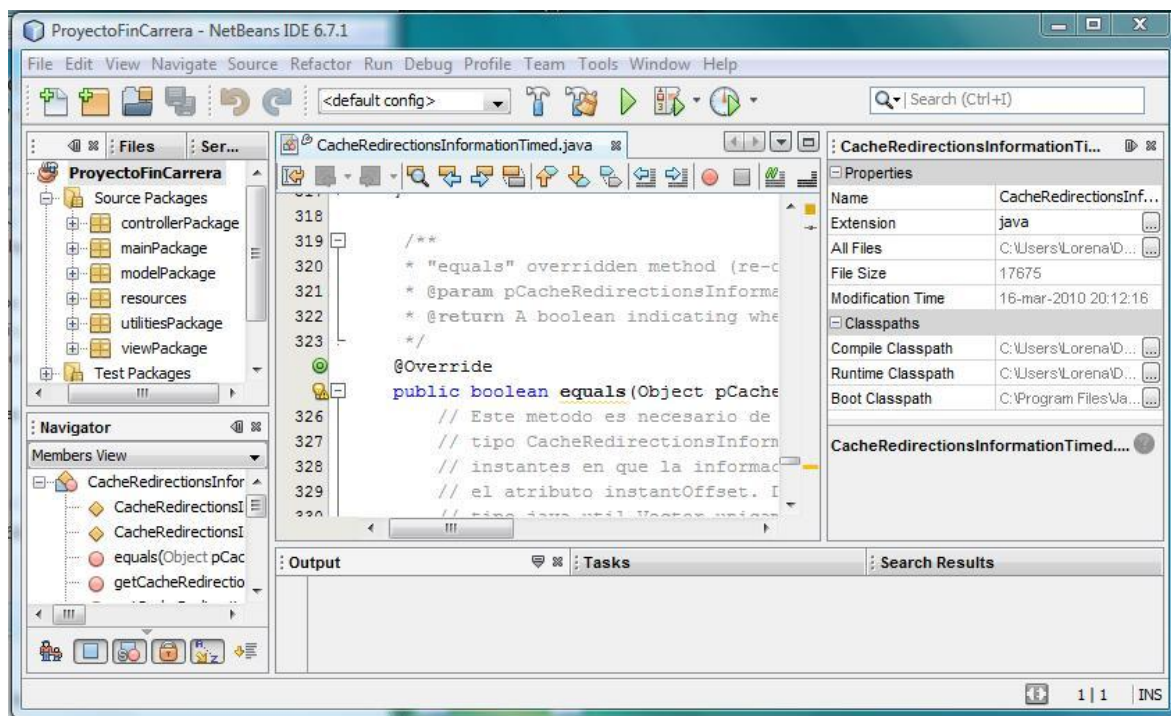 ProyectoFinCarrera - NetBeans IDE 6.7.1
File Edit View Navigate Source Refactor Run Debug Profile Team Tools Window Help
<default config>
Search (Ctrl+I)
Files
Ser...
ProyectoFinCarrera
Source Packages
controllerPackage
mainPackage
modelPackage
resources
utilitiesPackage
viewPackage
Test Packages
Navigator
Members View
CacheRedirectionsInfor
CacheRedirectionsI
CacheRedirectionsI
equals(Object pCac
getCacheRedirectio
CacheRedirectionsInformationTimed.java
318
319 /**
320 * "equals" overridden method (re-d
321 * @param pCacheRedirectionsInforma
322 * @return A boolean indicating whe
323 */
@Override
public boolean equals(Object pCache
326 // Este metodo es necesario de
327 // tipo CacheRedirectionsInform
328 // instantes en que la informac
329 // el atributo instantOffset. D
330 // tipo java.util.Vector unicam
CacheRedirectionsInformationTi...
Properties
Name CacheRedirectionsInf...
Extension java
All Files C:\Users\Lorena\D...
File Size 17675
Modification Time 16-mar-2010 20:12:16
Classpaths
Compile Classpath C:\Users\Lorena\D...
Runtime Classpath C:\Users\Lorena\D...
Boot Classpath C:\Program Files\Ja...
CacheRedirectionsInformationTimed....
Output
Tasks
Search Results
1 | 1 INS